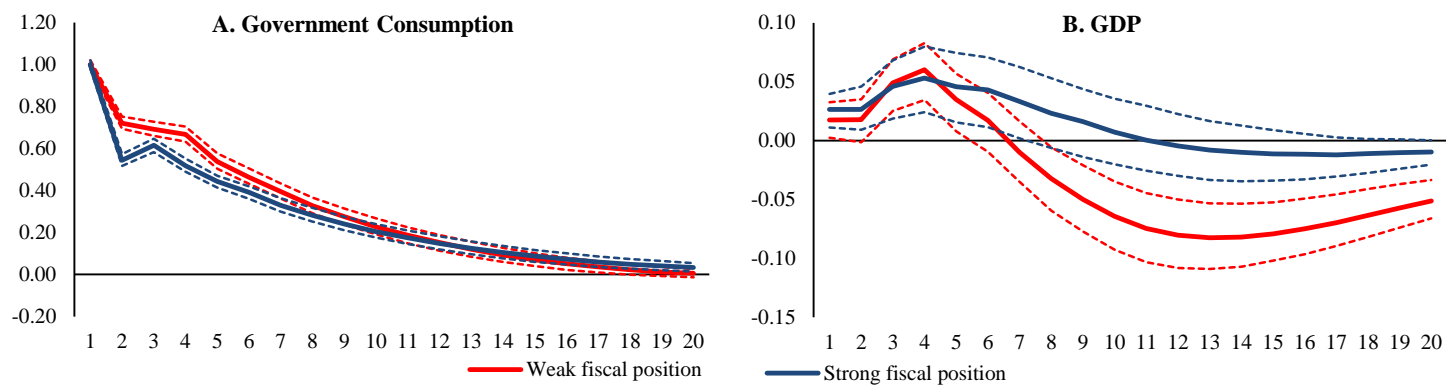 A. Government Consumption
1.20
1.00
0.80
0.60
0.40
0.20
0.00
-0.20
1 2 3 4 5 6 7 8 9 10 11 12 13 14 15 16 17 18 19 20
B. GDP
0.10
0.05
0.00
-0.05
-0.10
-0.15
1 2 3 4 5 6 7 8 9 10 11 12 13 14 15 16 17 18 19 20
Weak fiscal position
Strong fiscal position